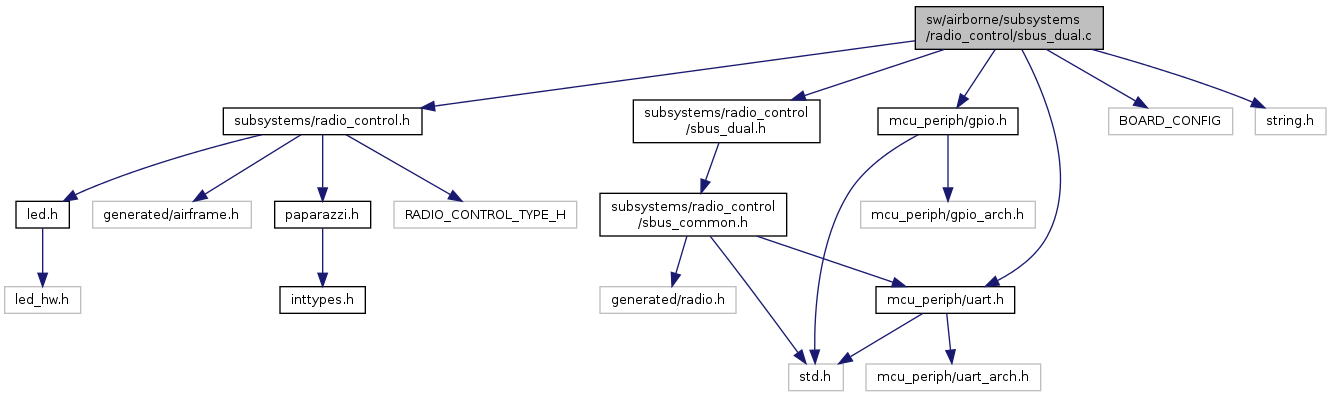 sw/airborne/subsystems
/radio_control/sbus_dual.c
subsystems/radio_control.h
subsystems/radio_control
/sbus_dual.h
mcu_periph/gpio.h
BOARD_CONFIG
string.h
led.h
generated/airframe.h
paparazzi.h
RADIO_CONTROL_TYPE_H
subsystems/radio_control
/sbus_common.h
mcu_periph/gpio_arch.h
led_hw.h
inttypes.h
generated/radio.h
mcu_periph/uart.h
std.h
mcu_periph/uart_arch.h